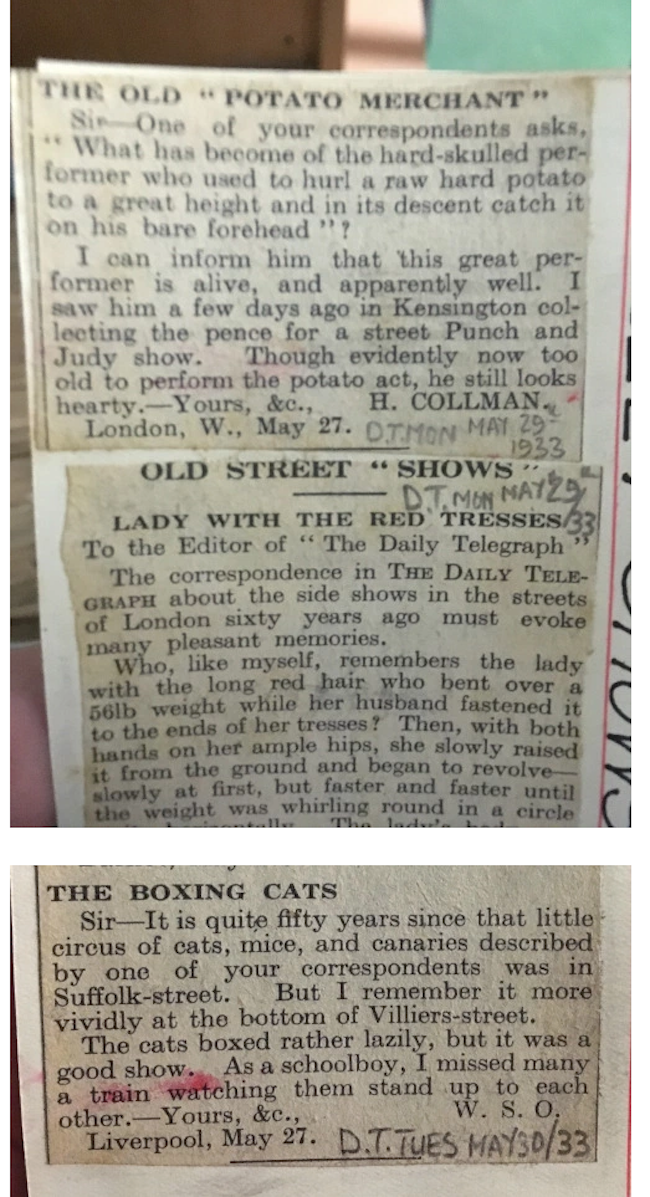 THE OLD “ POTATO MERCHANT ”
Sir—One of your correspondents asks,
“ What has become of the hard-skulled per-
former who used to hurl a raw hard potato
to a great height and in its descent catch it
on his bare forehead ” ?
I can inform him that this great per-
former is alive, and apparently well. I
saw him a few days ago in Kensington col-
lecting the pence for a street Punch and
Judy show. Though evidently now too
old to perform the potato act, he still looks
hearty.—Yours, &c., H. COLLMAN.
London, W., May 27. D.T MON MAY 29
1933
OLD STREET “ SHOWS ”
D.T. MON MAY 29/33
LADY WITH THE RED TRESSES
To the Editor of “ The Daily Telegraph ”
The correspondence in THE DAILY TELE-
GRAPH about the side shows in the streets
of London sixty years ago must evoke
many pleasant memories.
Who, like myself, remembers the lady
with the long red hair who bent over a
56lb weight while her husband fastened it
to the ends of her tresses? Then, with both
hands on her ample hips, she slowly raised
it from the ground and began to revolve—
slowly at first, but faster and faster until
the weight was whirling round in a circle
THE BOXING CATS
Sir—It is quite fifty years since that little
circus of cats, mice, and canaries described
by one of your correspondents was in
Suffolk-street. But I remember it more
vividly at the bottom of Villiers-street.
The cats boxed rather lazily, but it was a
good show. As a schoolboy, I missed many
a train watching them stand up to each
other.—Yours, &c., W. S. O.
Liverpool, May 27. D.T. TUES MAY 30/33